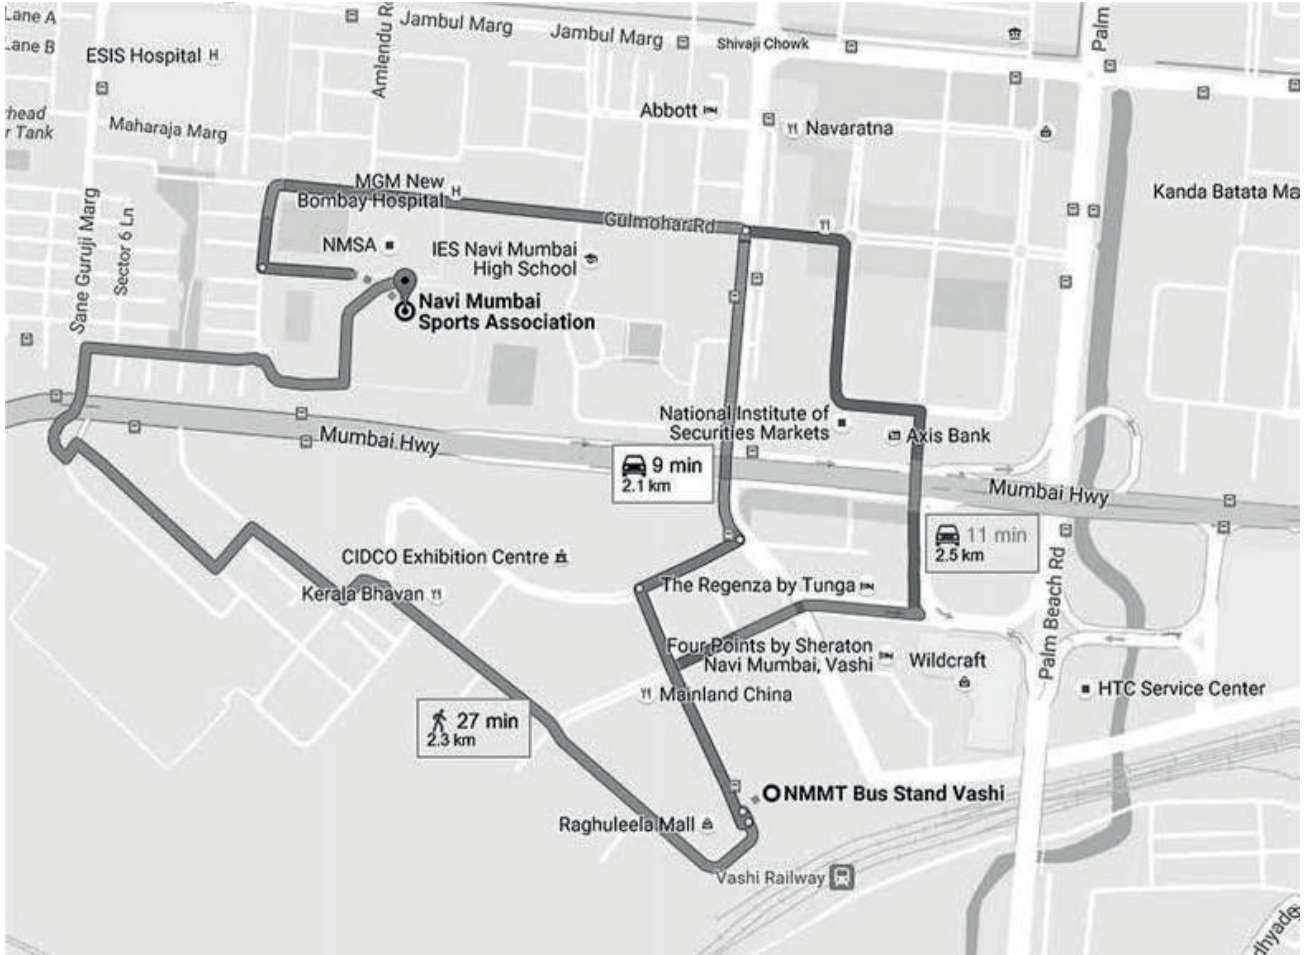 Lane A
Lane B
ESIS Hospital H
Amlendu Rd
Jambul Marg
Jambul Marg
Shivaji Chowk
Palm
rhead
r Tank
Maharaja Marg
Abbott
Navaratna
Kanda Batata Ma
Sane Guruji Marg
Sector 6 Ln
MGM New
Bombay Hospital H
Gulmohar Rd
NMSA
IES Navi Mumbai
High School
Navi Mumbai
Sports Association
Mumbai Hwy
National Institute of
Securities Markets
Axis Bank
9 min
2.1 km
Mumbai Hwy
11 min
2.5 km
CIDCO Exhibition Centre
Kerala Bhavan
The Regenza by Tunga
Palm Beach Rd
Four Points by Sheraton
Navi Mumbai, Vashi
Wildcraft
Mainland China
HTC Service Center
27 min
2.3 km
NMMT Bus Stand Vashi
Raghuleela Mall
Vashi Railway
dhyade